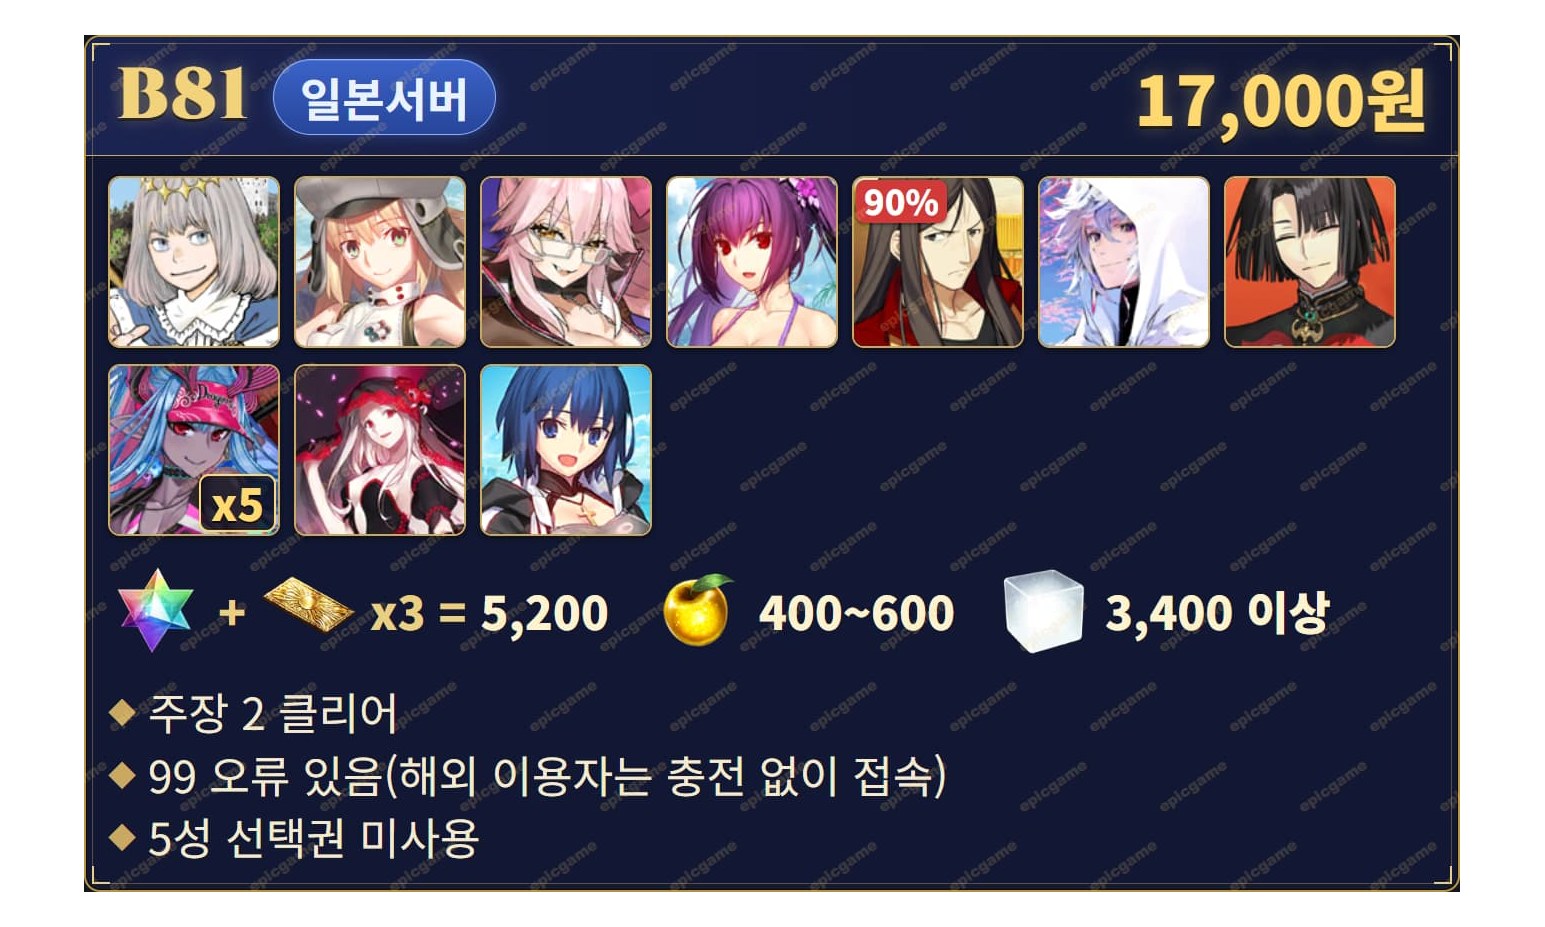 B81 일본서버 17,000원
90%
x5
+ x3 = 5,200 400~600 3,400 이상
주장 2 클리어
99 오류 있음(해외 이용자는 충전 없이 접속)
5성 선택권 미사용
epicgame